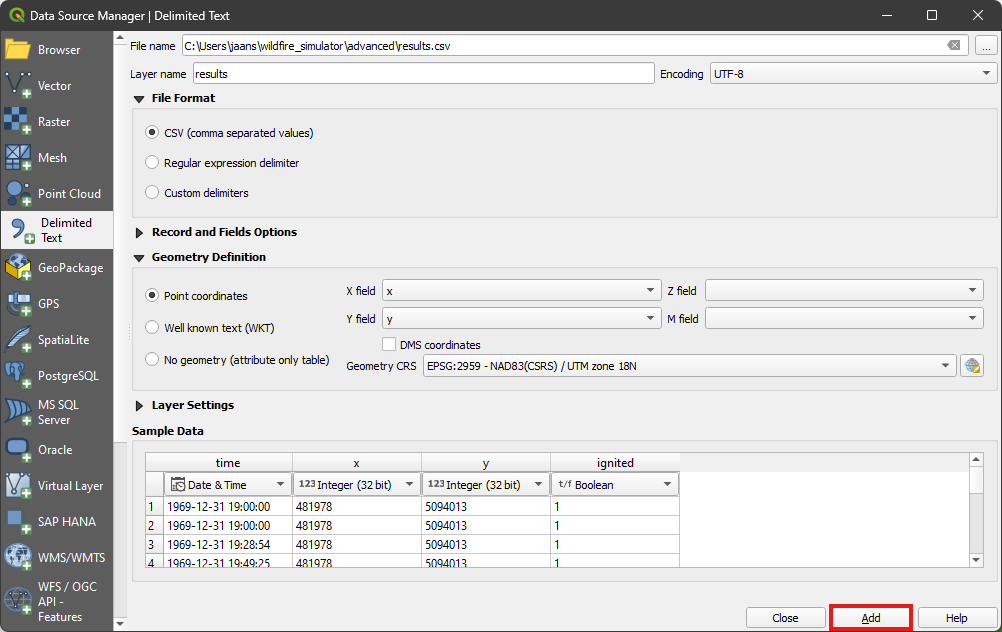 Data Source Manager | Delimited Text
Browser
Vector
Raster
Mesh
Point Cloud
Delimited
Text
GeoPackage
GPS
SpatiaLite
PostgreSQL
MS SQL
Server
Oracle
Virtual Layer
SAP HANA
WMS/WMTS
WFS / OGC
API -
Features
File name C:\Users\jaans\wildfire_simulator\advanced\results.csv ...
Layer name results Encoding UTF-8
File Format
CSV (comma separated values)
Regular expression delimiter
Custom delimiters
Record and Fields Options
Geometry Definition
Point coordinates X field x Z field
Well known text (WKT) Y field y M field
DMS coordinates
No geometry (attribute only table) Geometry CRS EPSG:2959 - NAD83(CSRS) / UTM zone 18N
Layer Settings
Sample Data
time x y ignited
Date & Time 123 Integer (32 bit) 123 Integer (32 bit) t/f Boolean
1 1969-12-31 19:00:00 481978 5094013 1
2 1969-12-31 19:00:00 481978 5094013 1
3 1969-12-31 19:28:54 481978 5094013 1
4 1969-12-31 19:49:25 481978 5094013 1
Close Add Help